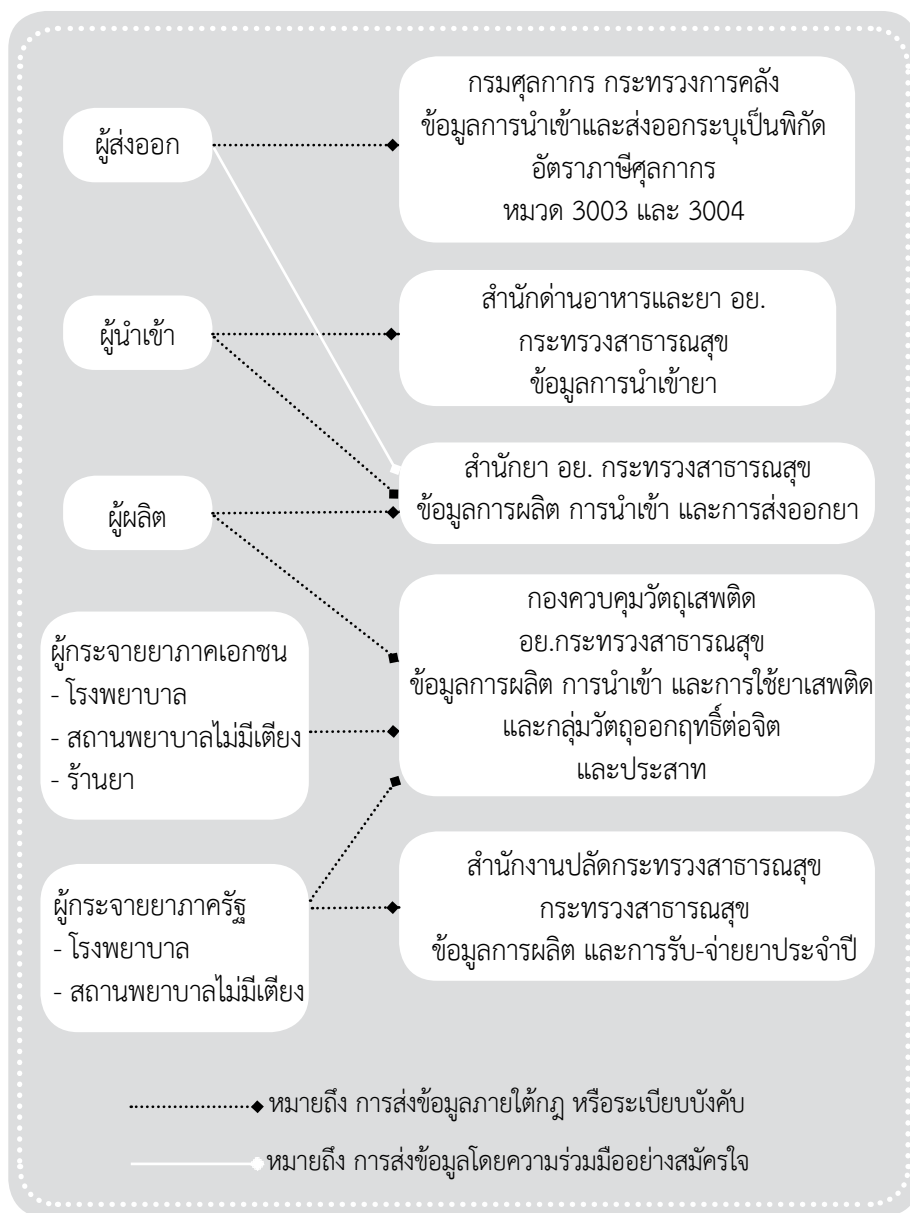 ผู้ส่งออก
กรมศุลกากร กระทรวงการคลัง
ข้อมูลการนำเข้าและส่งออกระบุเป็นพิกัด
อัตราภาษีศุลกากร
หมวด 3003 และ 3004
ผู้นำเข้า
สำนักด่านอาหารและยา อย.
กระทรวงสาธารณสุข
ข้อมูลการนำเข้ายา
สำนักยา อย. กระทรวงสาธารณสุข
ข้อมูลการผลิต การนำเข้า และการส่งออกยา
ผู้ผลิต
กองควบคุมวัตถุเสพติด
อย.กระทรวงสาธารณสุข
ข้อมูลการผลิต การนำเข้า และการใช้ยาเสพติด
และกลุ่มวัตถุออกฤทธิ์ต่อจิต
และประสาท
ผู้กระจายยาภาคเอกชน
- โรงพยาบาล
- สถานพยาบาลไม่มีเตียง
- ร้านยา
สำนักงานปลัดกระทรวงสาธารณสุข
กระทรวงสาธารณสุข
ข้อมูลการผลิต และการรับ-จ่ายยาประจำปี
ผู้กระจายยาภาครัฐ
- โรงพยาบาล
- สถานพยาบาลไม่มีเตียง
หมายถึง การส่งข้อมูลภายใต้กฎ หรือระเบียบบังคับ
หมายถึง การส่งข้อมูลโดยความร่วมมืออย่างสมัครใจ